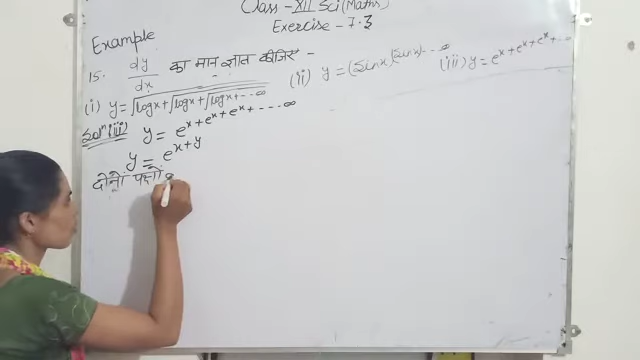 Class - XII Sci (Maths)
Exercise - 7.3
Example
15. dy/dx का मान ज्ञात कीजिए -
(i) y = √logx + √logx + √logx + --- ∞ (ii) y = (Sinx)^(Sinx)--- ∞ (iii) y = e^x + e^x + e^x + --- ∞
Solⁿ (iii) y = e^x + e^x + e^x + ---- ∞
y = e^x+y
दोनों पक्षों